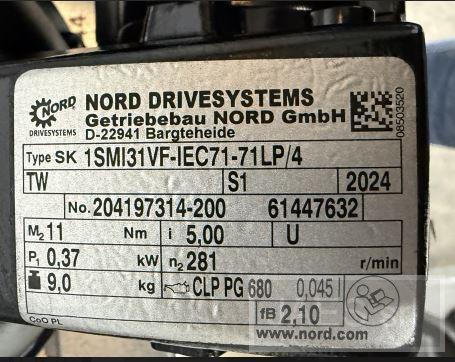 NORD DRIVESYSTEMS
NORD
DRIVESYSTEMS
Getriebebau NORD GmbH
D-22941 Bargteheide
08503520
Type SK 1SMI31VF-IEC71-71LP/4
TW S1 2024
No. 204197314-200 61447632
M₂ 11 Nm i 5,00 U
P₁ 0,37 kW n₂ 281 r/min
9,0 kg CLP PG 680 0,045 l
fB 2,10
CoO PL
www.nord.com